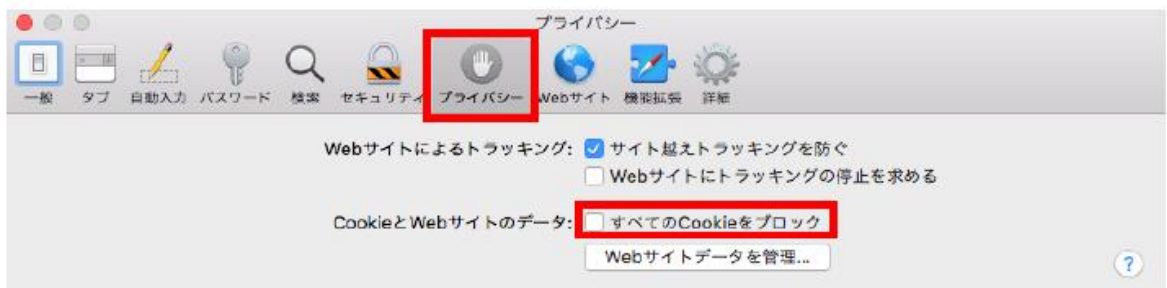 プライバシー
一般 タブ 自動入力 パスワード 検索 セキュリティ プライバシー Webサイト 機能拡張 詳細
Webサイトによるトラッキング: サイト越えトラッキングを防ぐ
Webサイトにトラッキングの停止を求める
CookieとWebサイトのデータ: すべてのCookieをブロック
Webサイトデータを管理...
?